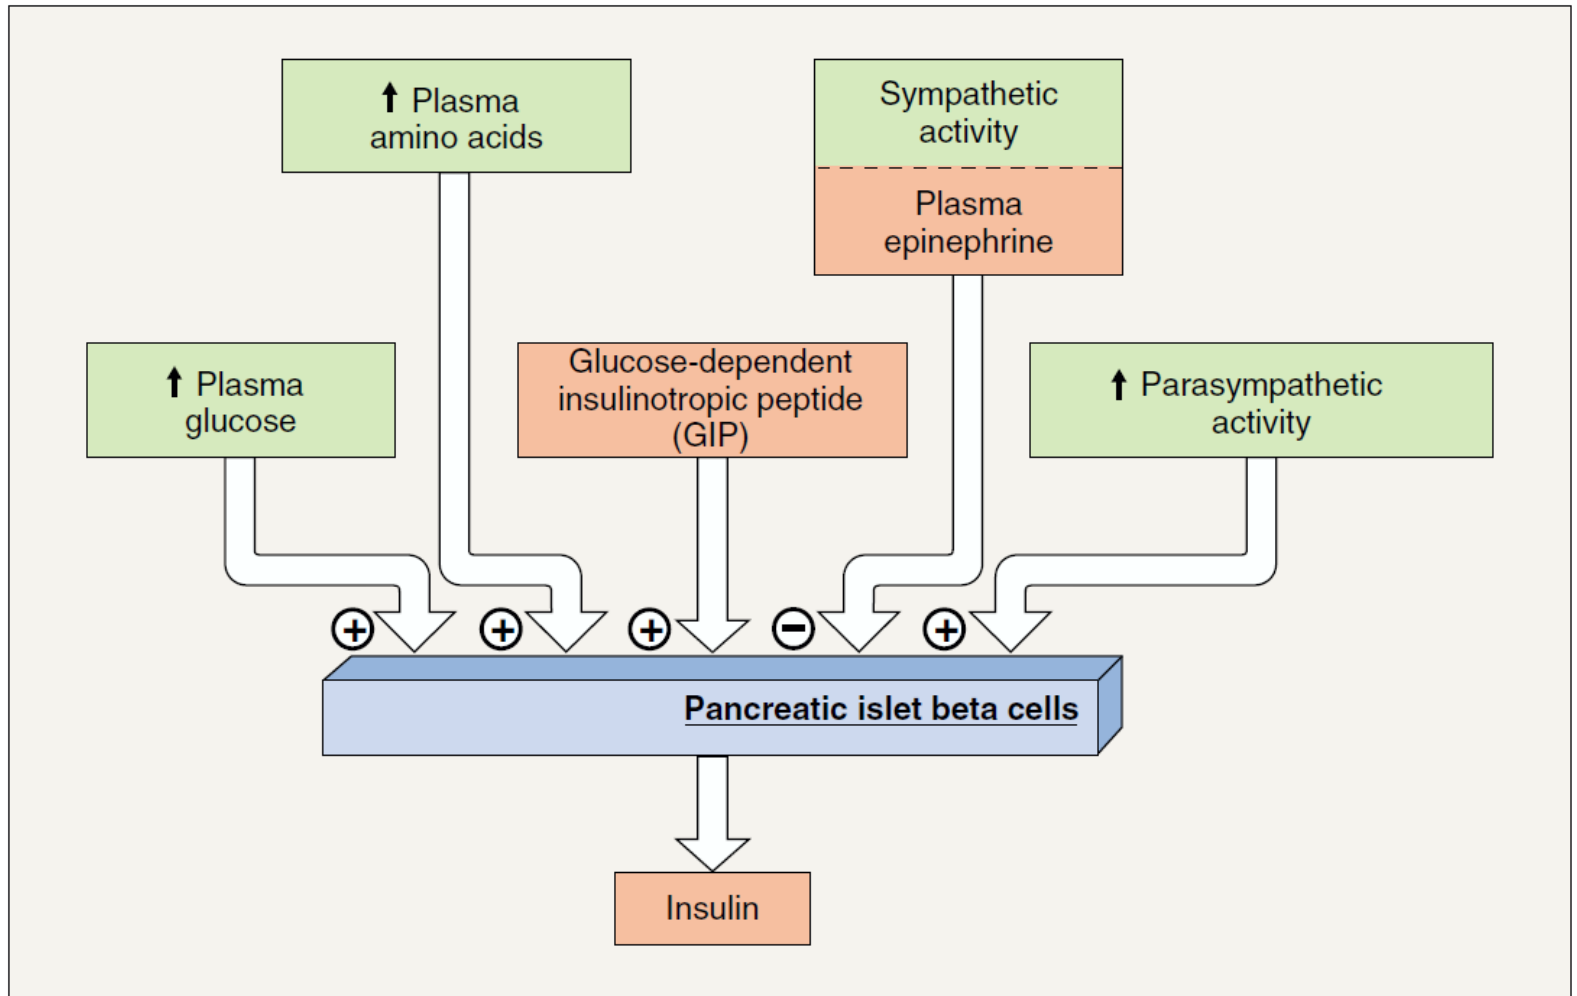 ↑ Plasma
amino acids
Sympathetic
activity
Plasma
epinephrine
↑ Plasma
glucose
Glucose-dependent
insulinotropic peptide
(GIP)
↑ Parasympathetic
activity
+ + + − +
Pancreatic islet beta cells
Insulin